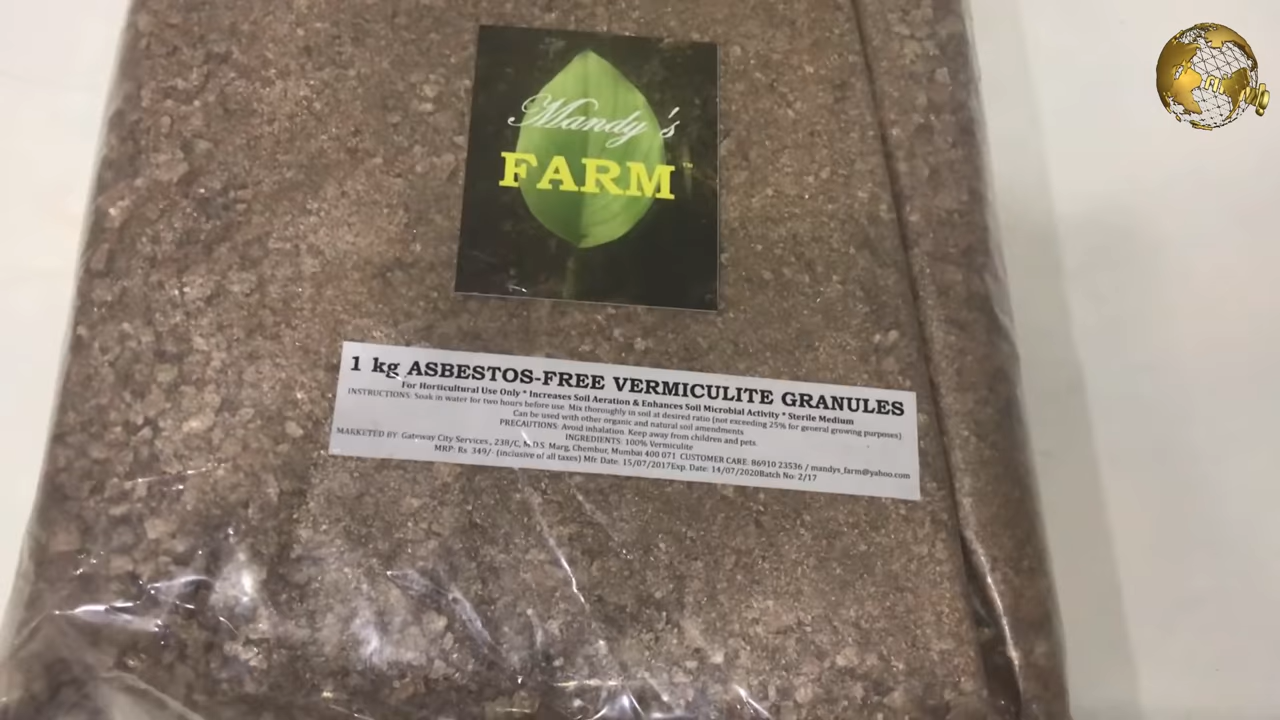 Mandy's
FARM™
1 kg ASBESTOS-FREE VERMICULITE GRANULES
For Horticultural Use Only * Increases Soil Aeration & Enhances Soil Microbial Activity * Sterile Medium
INSTRUCTIONS: Soak in water for two hours before use. Mix thoroughly in soil at desired ratio (not exceeding 25% for general growing purposes)
Can be used with other organic and natural soil amendments
PRECAUTIONS: Avoid inhalation. Keep away from children and pets.
INGREDIENTS: 100% Vermiculite
MARKETED BY: Gateway City Services., 238/C, N.D.S. Marg, Chembur, Mumbai 400 071 CUSTOMER CARE: 86910 23536 / mandys_farm@yahoo.com
MRP: Rs 349/- (inclusive of all taxes) Mfr Date: 15/07/2017Exp. Date: 14/07/2020Batch No: 2/17